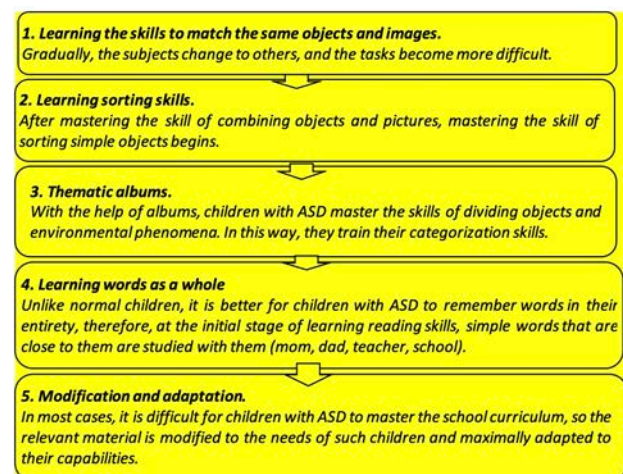 1. Learning the skills to match the same objects and images.
Gradually, the subjects change to others, and the tasks become more difficult.
2. Learning sorting skills.
After mastering the skill of combining objects and pictures, mastering the skill of
sorting simple objects begins.
3. Thematic albums.
With the help of albums, children with ASD master the skills of dividing objects and
environmental phenomena. In this way, they train their categorization skills.
4. Learning words as a whole
Unlike normal children, it is better for children with ASD to remember words in their
entirety, therefore, at the initial stage of learning reading skills, simple words that are
close to them are studied with them (mom, dad, teacher, school).
5. Modification and adaptation.
In most cases, it is difficult for children with ASD to master the school curriculum, so the
relevant material is modified to the needs of such children and maximally adapted to
their capabilities.